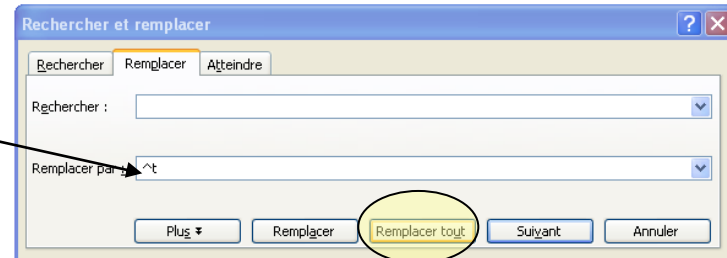 Rechercher et remplacer
Rechercher Remplacer Atteindre
Rechercher :
Remplacer par : ^t
Plus Remplacer Remplacer tout Suivant Annuler